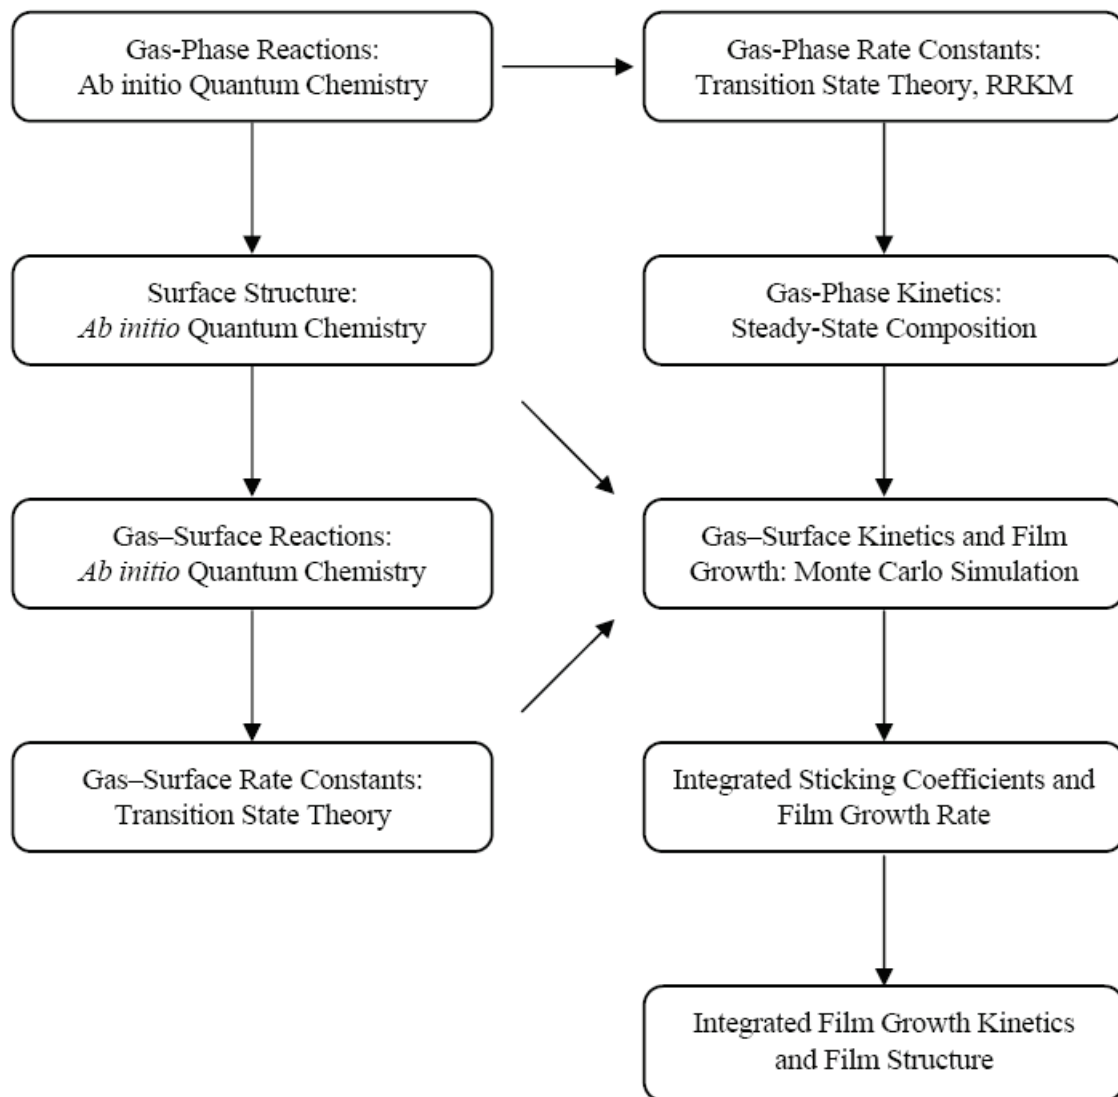 Gas-Phase Reactions:
Ab initio Quantum Chemistry
Gas-Phase Rate Constants:
Transition State Theory, RRKM
Surface Structure:
Ab initio Quantum Chemistry
Gas-Phase Kinetics:
Steady-State Composition
Gas–Surface Reactions:
Ab initio Quantum Chemistry
Gas–Surface Kinetics and Film
Growth: Monte Carlo Simulation
Gas–Surface Rate Constants:
Transition State Theory
Integrated Sticking Coefficients and
Film Growth Rate
Integrated Film Growth Kinetics
and Film Structure